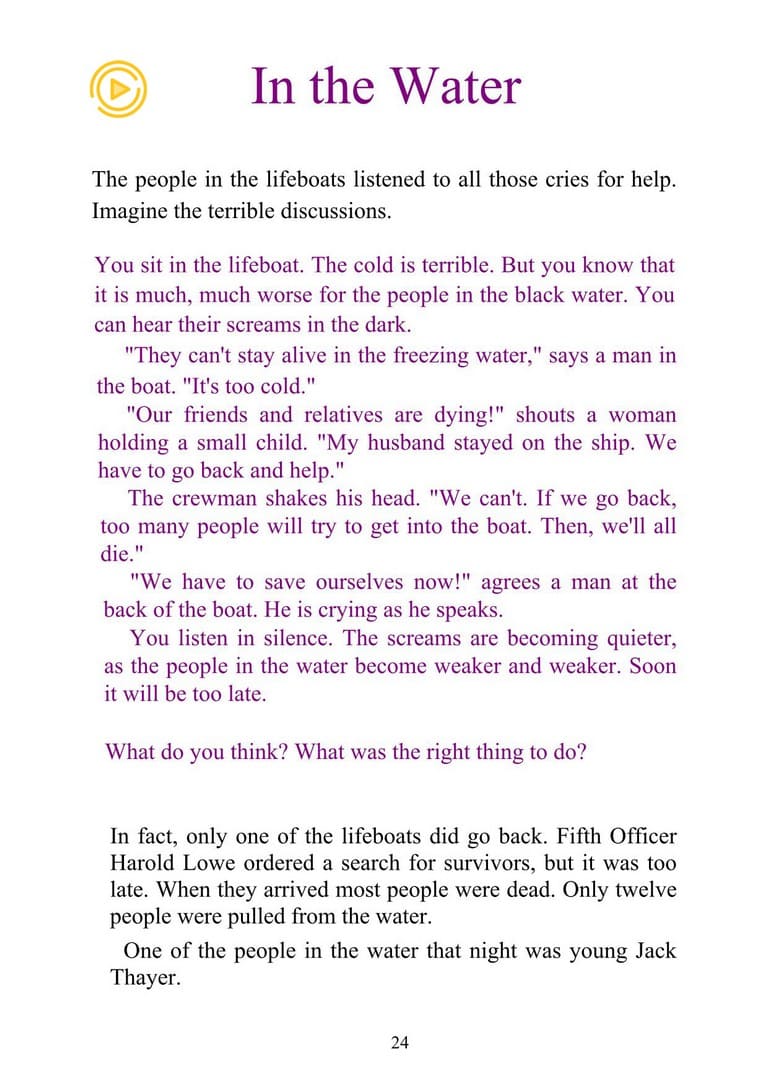 In the Water
The people in the lifeboats listened to all those cries for help.
Imagine the terrible discussions.
You sit in the lifeboat. The cold is terrible. But you know that
it is much, much worse for the people in the black water. You
can hear their screams in the dark.
"They can't stay alive in the freezing water," says a man in
the boat. "It's too cold."
"Our friends and relatives are dying!" shouts a woman
holding a small child. "My husband stayed on the ship. We
have to go back and help."
The crewman shakes his head. "We can't. If we go back,
too many people will try to get into the boat. Then, we'll all
die."
"We have to save ourselves now!" agrees a man at the
back of the boat. He is crying as he speaks.
You listen in silence. The screams are becoming quieter,
as the people in the water become weaker and weaker. Soon
it will be too late.
What do you think? What was the right thing to do?
In fact, only one of the lifeboats did go back. Fifth Officer
Harold Lowe ordered a search for survivors, but it was too
late. When they arrived most people were dead. Only twelve
people were pulled from the water.
One of the people in the water that night was young Jack
Thayer.
24